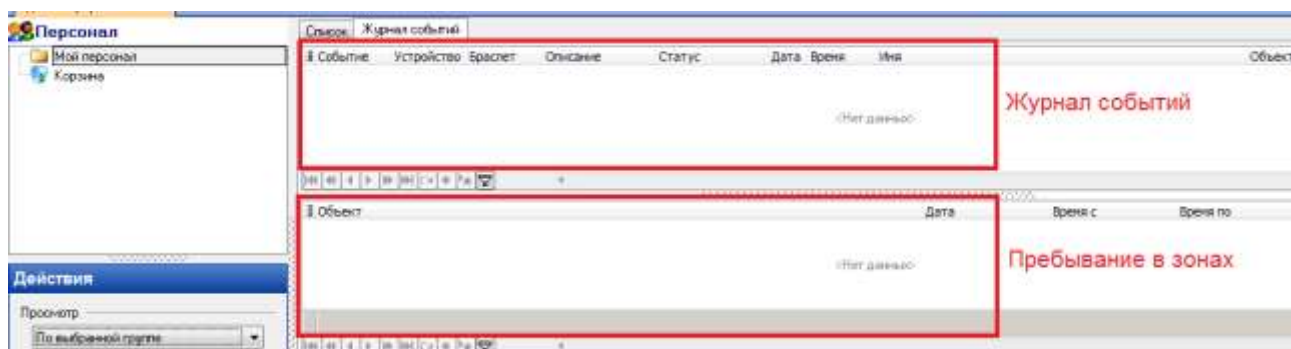 Персонал
Мой персонал
Корзина
Список Журнал событий
Событие Устройство Браслет Описание Статус Дата Время Имя Объект
<Нет данных>
Журнал событий
Объект Дата Время с Время по
<Нет данных>
Пребывание в зонах
Действия
Просмотр
По выбранной группе